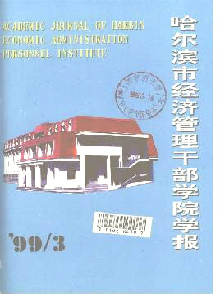 ACADEMIC JOURNAL OF HARBIN
ECONOMIC ADMINISTRATION
PERSONNEL INSTITUTE
哈尔滨市经济管理干部学院学报
'99/3